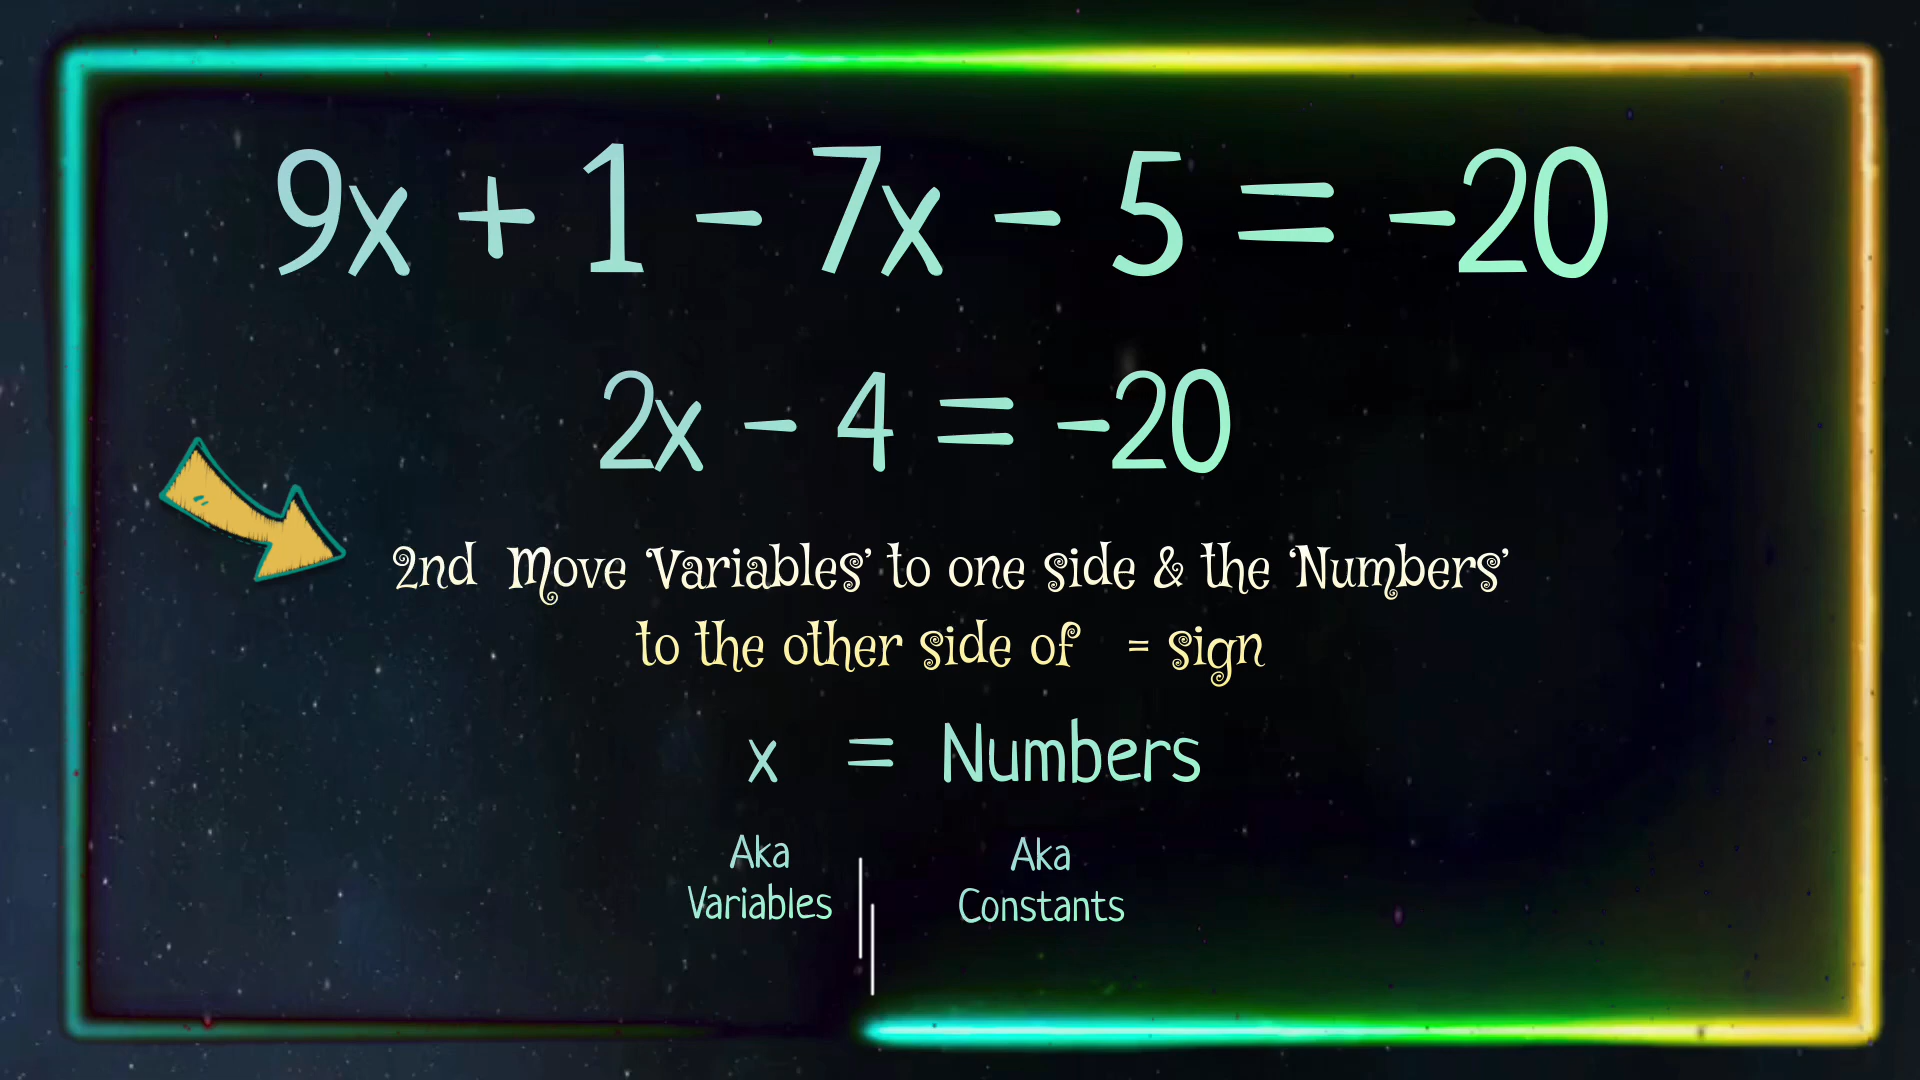 9x + 1 - 7x - 5 = -20
2x - 4 = -20
2nd Move ‘Variables’ to one side & the ‘Numbers’
to the other side of = sign
x = Numbers
Aka Aka
Variables Constants